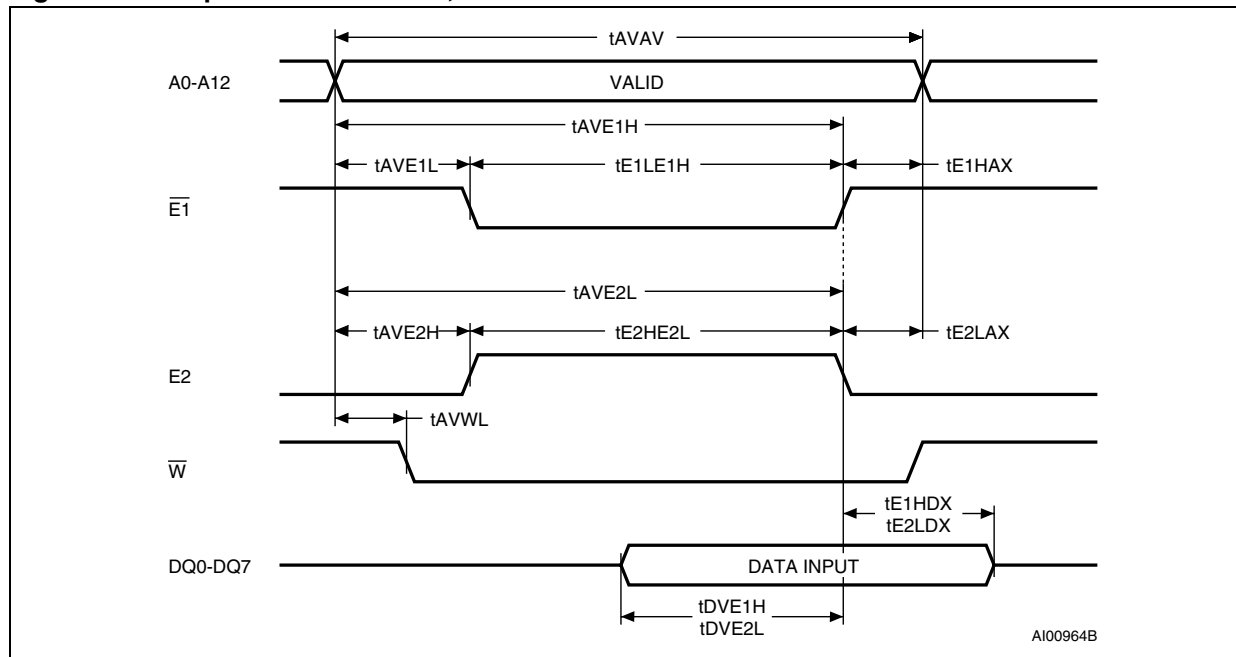 tAVAV
A0-A12
VALID
tAVE1H
tAVE1L
tE1LE1H
tE1HAX
E1
tAVE2L
tAVE2H
tE2HE2L
tE2LAX
E2
tAVWL
W
tE1HDX
tE2LDX
DQ0-DQ7
DATA INPUT
tDVE1H
tDVE2L
AI00964B